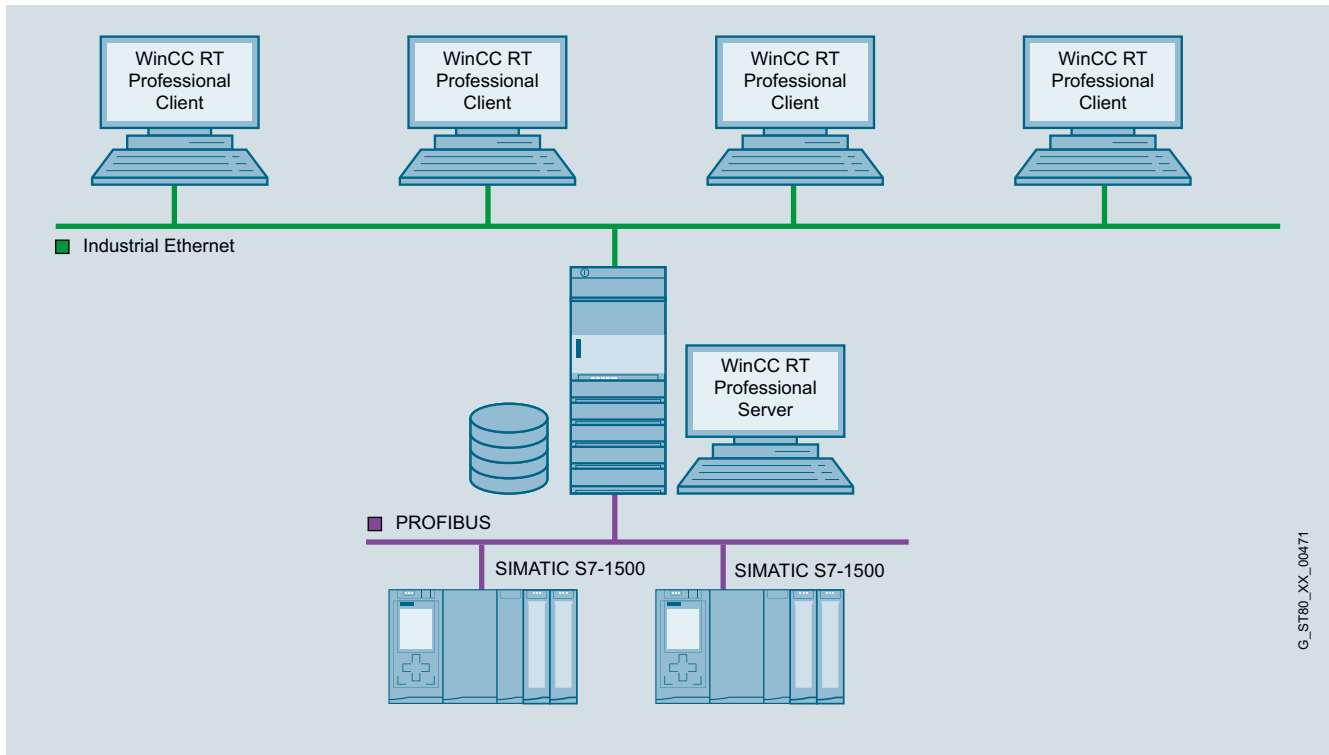 WinCC RT
Professional
Client
WinCC RT
Professional
Client
WinCC RT
Professional
Client
WinCC RT
Professional
Client
Industrial Ethernet
WinCC RT
Professional
Server
PROFIBUS
SIMATIC S7-1500
SIMATIC S7-1500
G_ST80_XX_00471